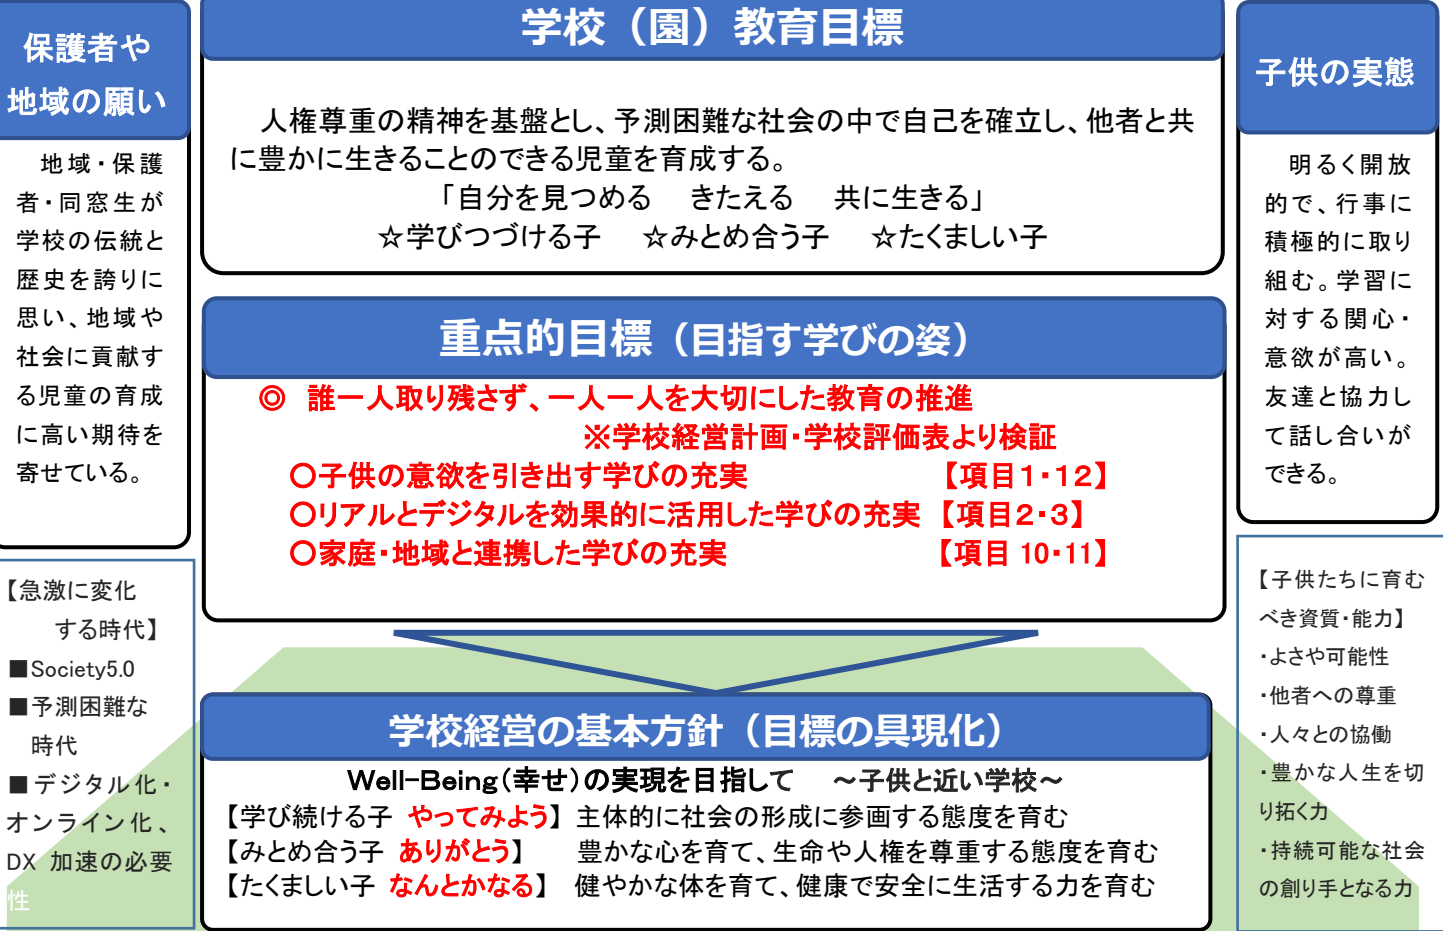 保護者や
地域の願い
地域・保護
者・同窓生が
学校の伝統と
歴史を誇りに
思い、地域や
社会に貢献す
る児童の育成
に高い期待を
寄せている。
【急激に変化
する時代】
■Society5.0
■予測困難な
時代
■デジタル化・
オンライン化、
DX 加速の必要
性
学校（園）教育目標
人権尊重の精神を基盤とし、予測困難な社会の中で自己を確立し、他者と共
に豊かに生きることのできる児童を育成する。
「自分を見つめる　きたえる　共に生きる」
☆学びつづける子　☆みとめ合う子　☆たくましい子
重点的目標（目指す学びの姿）
◎　誰一人取り残さず、一人一人を大切にした教育の推進
※学校経営計画・学校評価表より検証
○子供の意欲を引き出す学びの充実　【項目１・１２】
○リアルとデジタルを効果的に活用した学びの充実　【項目２・３】
○家庭・地域と連携した学びの充実　【項目 10・11】
学校経営の基本方針（目標の具現化）
Well-Being（幸せ）の実現を目指して　～子供と近い学校～
【学び続ける子 やってみよう】 主体的に社会の形成に参画する態度を育む
【みとめ合う子 ありがとう】　豊かな心を育て、生命や人権を尊重する態度を育む
【たくましい子 なんとかなる】 健やかな体を育て、健康で安全に生活する力を育む
子供の実態
明るく開放
的で、行事に
積極的に取り
組む。学習に
対する関心・
意欲が高い。
友達と協力し
て話し合いが
できる。
【子供たちに育む
べき資質・能力】
・よさや可能性
・他者への尊重
・人々との協働
・豊かな人生を切
り拓く力
・持続可能な社会
の創り手となる力